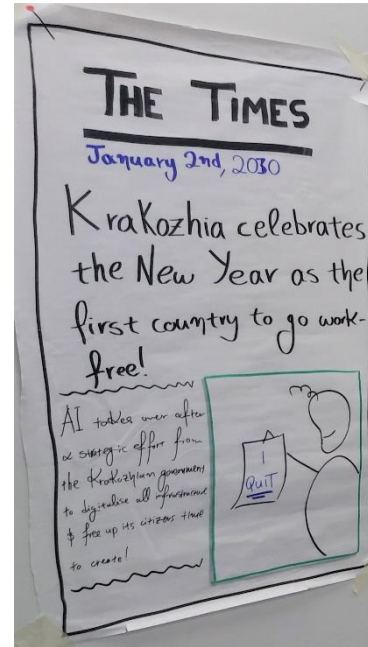 THE TIMES
January 2nd, 2030
Krakozhia celebrates
the New Year as the
first country to go work-
free!
AI takes over after
a strategic effort from
the Krakozhian government
to digitalise all infrastructure
& free up its citizens time
to create!
I
QUIT